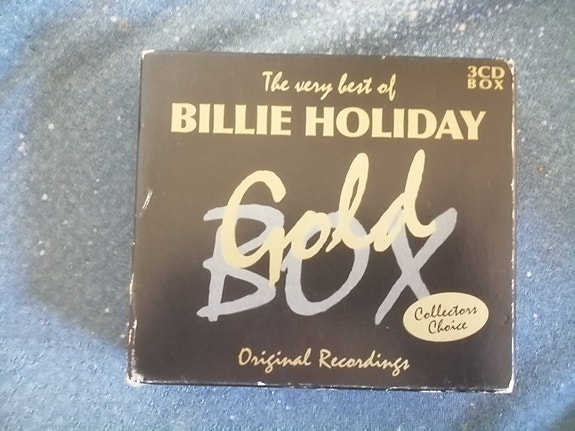 The very best of
3CD
BOX
BILLIE HOLIDAY
Gold
BOX
Collectors
Choice
Original Recordings